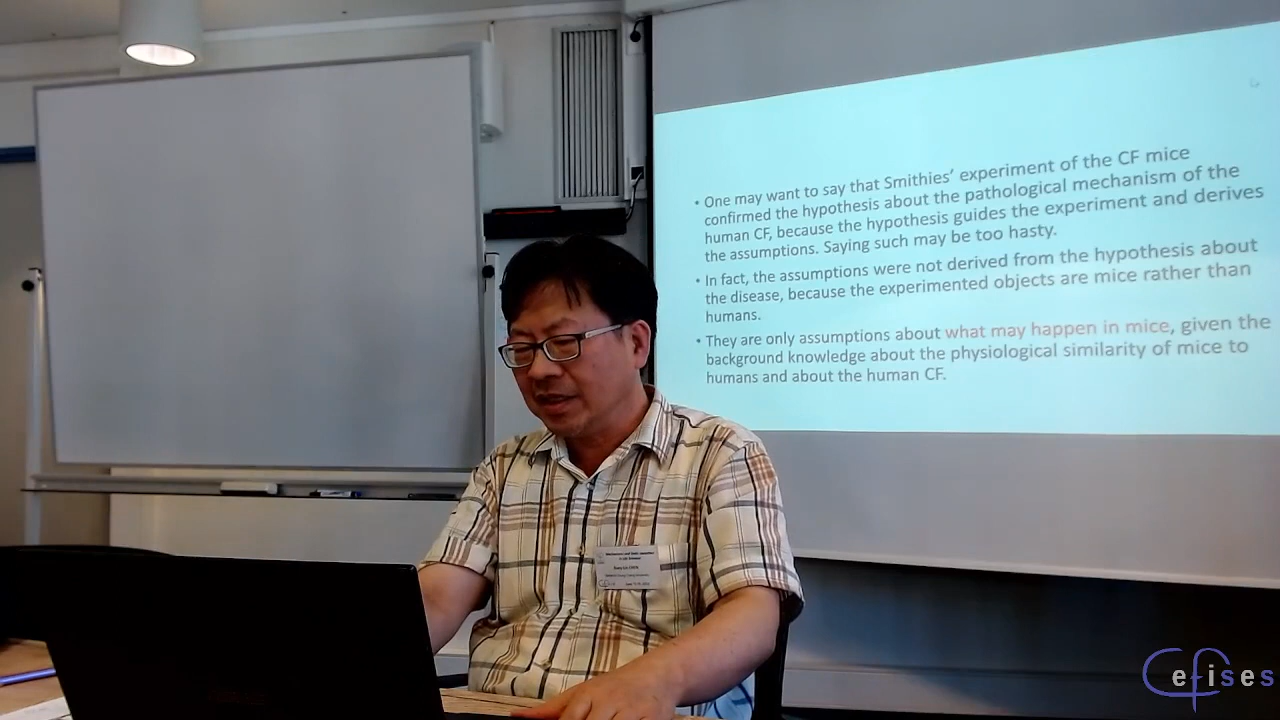 • One may want to say that Smithies' experiment of the CF mice
confirmed the hypothesis about the pathological mechanism of the
human CF, because the hypothesis guides the experiment and derives
the assumptions. Saying such may be too hasty.
• In fact, the assumptions were not derived from the hypothesis about
the disease, because the experimented objects are mice rather than
humans.
• They are only assumptions about what may happen in mice, given the
background knowledge about the physiological similarity of mice to
humans and about the human CF.
Cefises